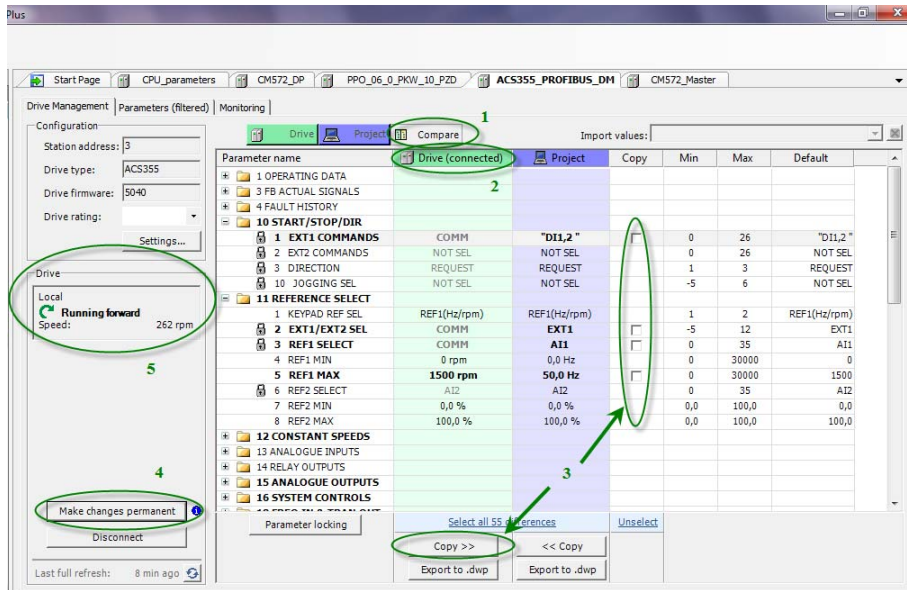 Plus
Start Page CPU_parameters CM572_DP PPO_06_0_PKW_10_PZD ACS355_PROFIBUS_DM CM572_Master
Drive Management Parameters (filtered) Monitoring
Configuration
Station address: 3
Drive type: ACS355
Drive firmware: 5040
Drive rating:
Settings...
Drive
Local
Running forward
Speed: 262 rpm
5
4
Make changes permanent
Disconnect
Last full refresh: 8 min ago
1
Drive Project Compare Import values:
Parameter name Drive (connected) Project Copy Min Max Default
2
1 OPERATING DATA
3 FB ACTUAL SIGNALS
4 FAULT HISTORY
10 START/STOP/DIR
1 EXT1 COMMANDS COMM "DI1,2 " 0 26 "DI1,2 "
2 EXT2 COMMANDS NOT SEL NOT SEL 0 26 NOT SEL
3 DIRECTION REQUEST REQUEST 1 3 REQUEST
10 JOGGING SEL NOT SEL NOT SEL -5 6 NOT SEL
11 REFERENCE SELECT
1 KEYPAD REF SEL REF1(Hz/rpm) REF1(Hz/rpm) 1 2 REF1(Hz/rpm)
2 EXT1/EXT2 SEL COMM EXT1 -5 12 EXT1
3 REF1 SELECT COMM AI1 0 35 AI1
4 REF1 MIN 0 rpm 0,0 Hz 0 30000 0
5 REF1 MAX 1500 rpm 50,0 Hz 0 30000 1500
6 REF2 SELECT AI2 AI2 0 35 AI2
7 REF2 MIN 0,0 % 0,0 % 0,0 100,0 0,0
8 REF2 MAX 100,0 % 100,0 % 0,0 100,0 100,0
12 CONSTANT SPEEDS
13 ANALOGUE INPUTS
14 RELAY OUTPUTS
15 ANALOGUE OUTPUTS
16 SYSTEM CONTROLS
3
Parameter locking Select all 55 differences Unselect
Copy >> << Copy
Export to .dwp Export to .dwp